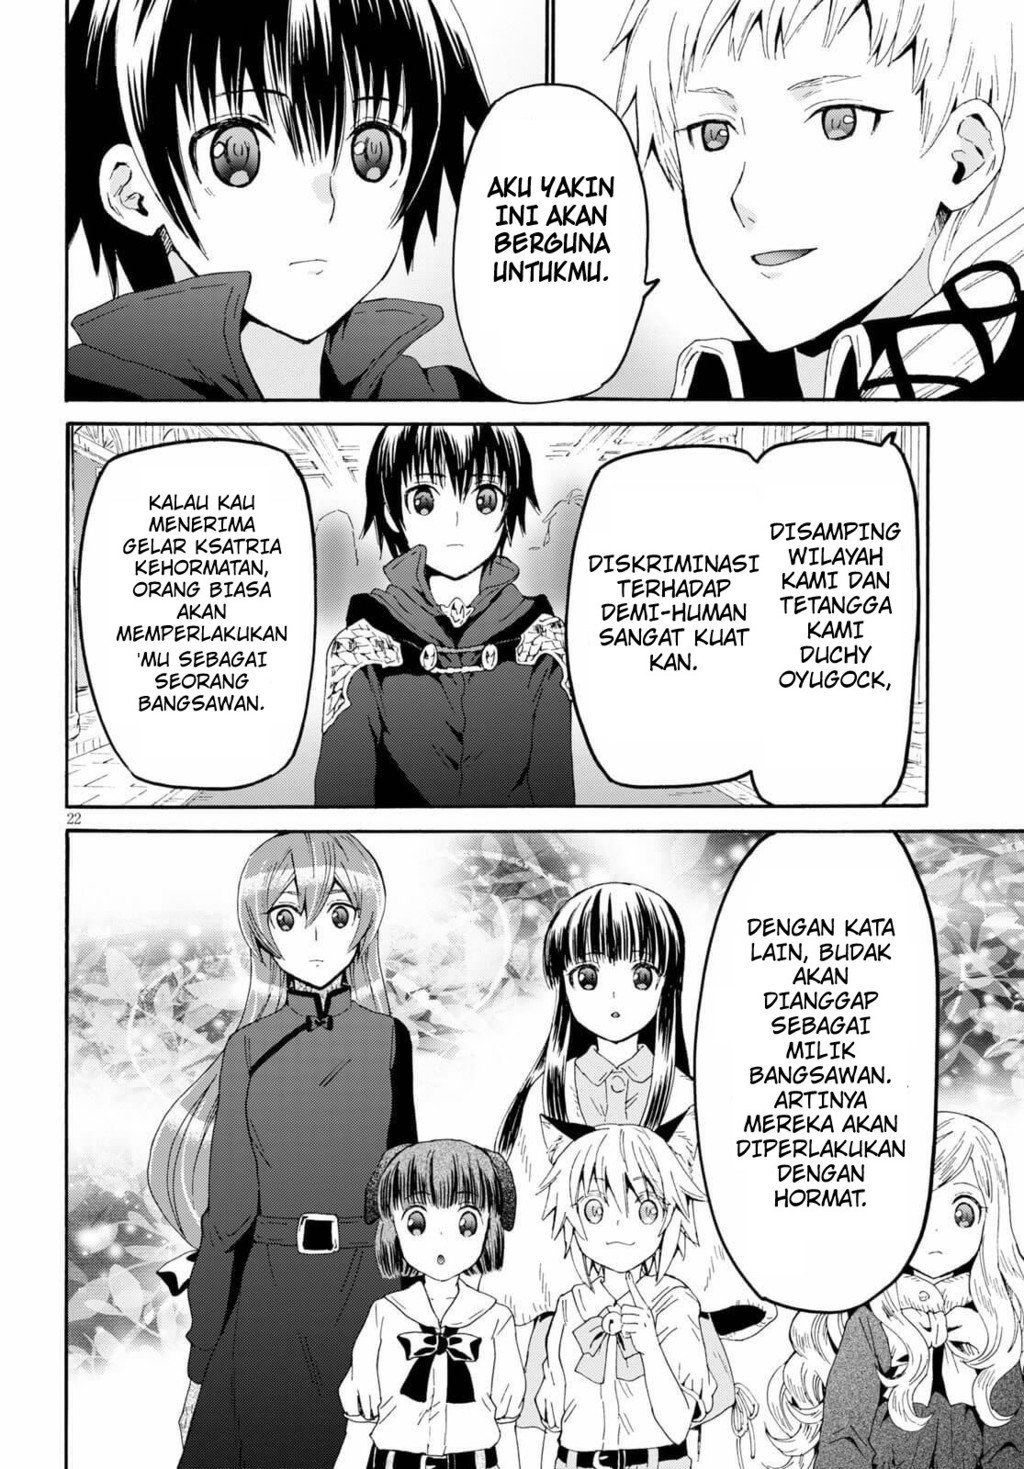 AKU YAKIN
INI AKAN
BERGUNA
UNTUKMU.
DISAMPING
WILAYAH
KAMI DAN
TETANGGA
KAMI
DUCHY
OYUGOCK,
DISKRIMINASI
TERHADAP
DEMI-HUMAN
SANGAT KUAT
KAN.
KALAU KAU
MENERIMA
GELAR KSATRIA
KEHORMATAN,
ORANG BIASA
AKAN
MEMPERLAKUKAN
'MU SEBAGAI
SEORANG
BANGSAWAN.
22
DENGAN KATA
LAIN, BUDAK
AKAN
DIANGGAP
SEBAGAI
MILIK
BANGSAWAN.
ARTINYA
MEREKA AKAN
DIPERLAKUKAN
DENGAN
HORMAT.